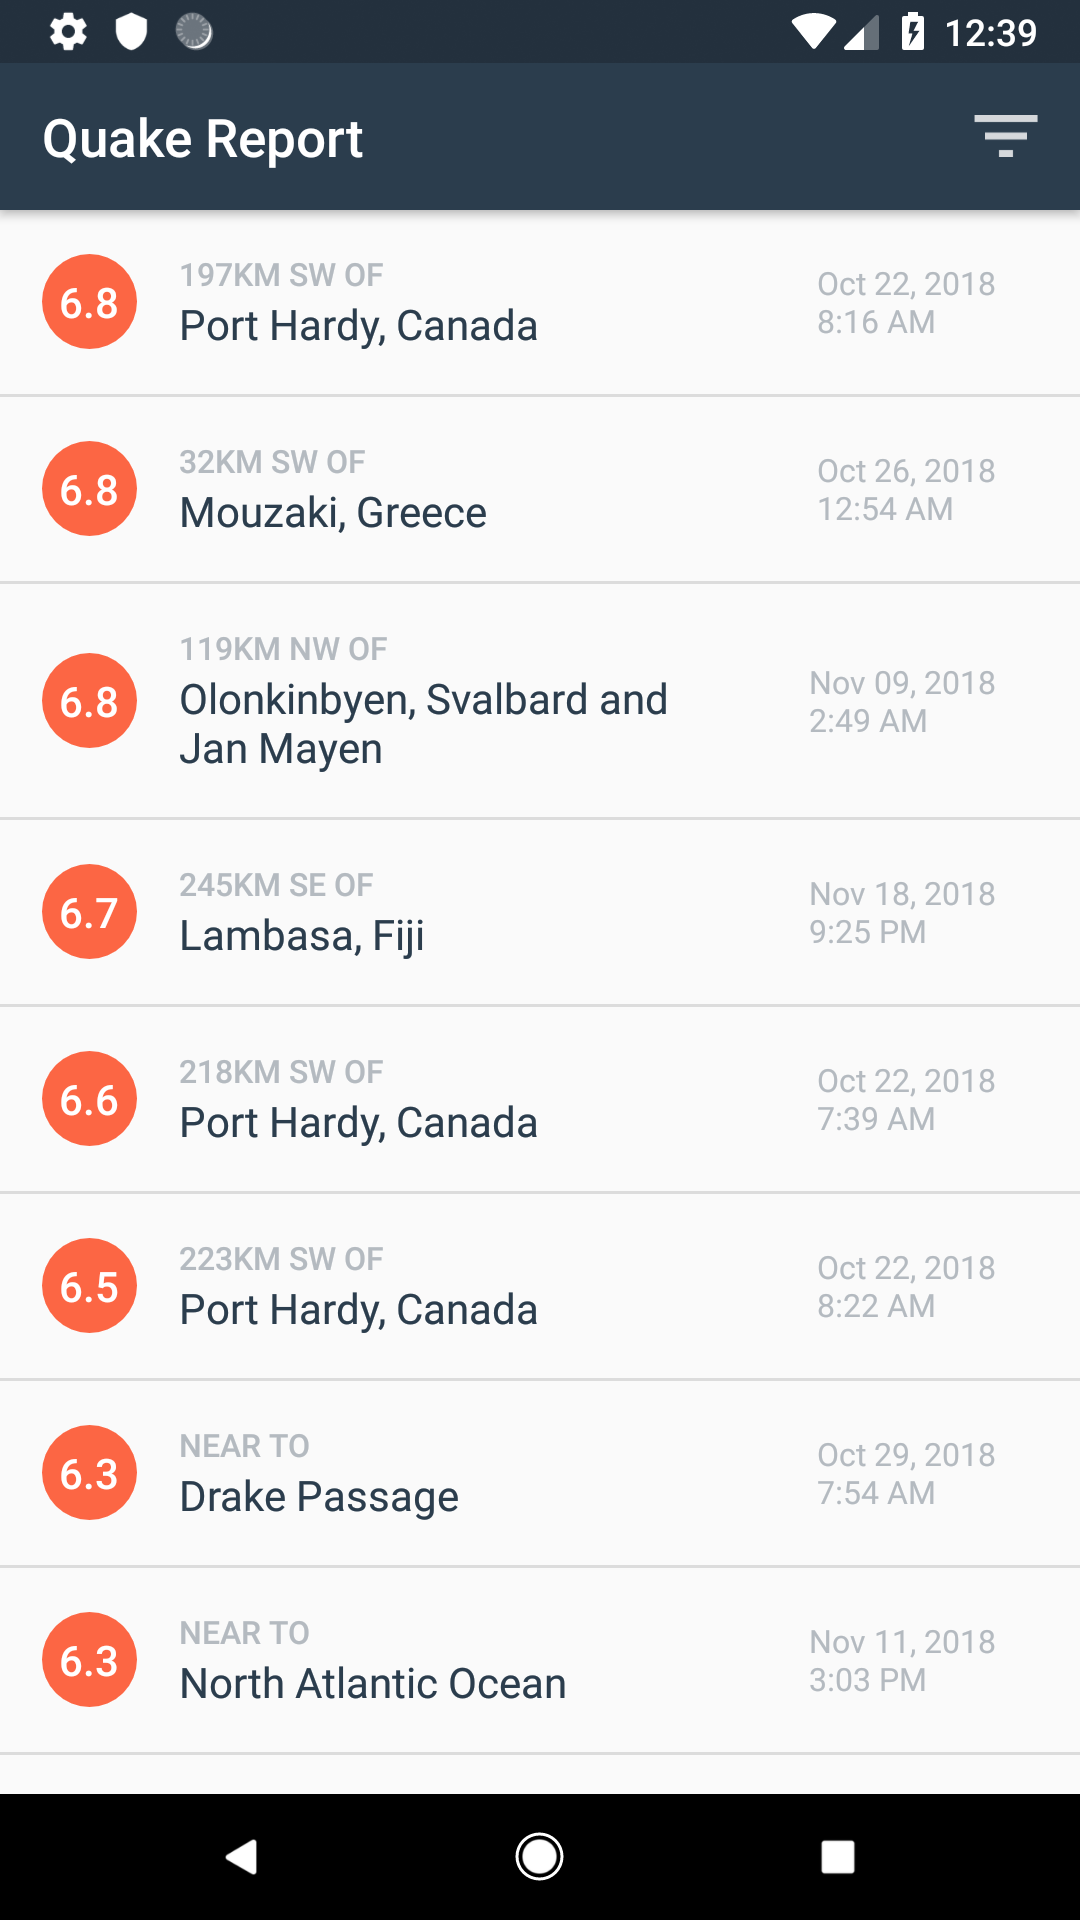 12:39
Quake Report
6.8
197KM SW OF
Port Hardy, Canada
Oct 22, 2018
8:16 AM
6.8
32KM SW OF
Mouzaki, Greece
Oct 26, 2018
12:54 AM
6.8
119KM NW OF
Olonkinbyen, Svalbard and
Jan Mayen
Nov 09, 2018
2:49 AM
6.7
245KM SE OF
Lambasa, Fiji
Nov 18, 2018
9:25 PM
6.6
218KM SW OF
Port Hardy, Canada
Oct 22, 2018
7:39 AM
6.5
223KM SW OF
Port Hardy, Canada
Oct 22, 2018
8:22 AM
6.3
NEAR TO
Drake Passage
Oct 29, 2018
7:54 AM
6.3
NEAR TO
North Atlantic Ocean
Nov 11, 2018
3:03 PM